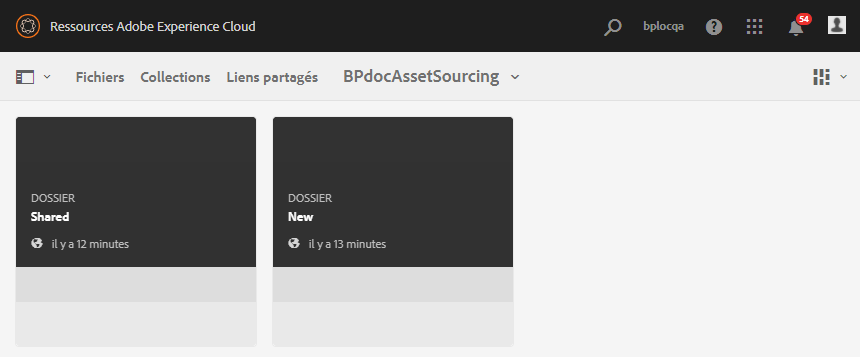 Ressources Adobe Experience Cloud
bplocqa
54
Fichiers Collections Liens partagés BPdocAssetSourcing
DOSSIER
Shared
il y a 12 minutes
DOSSIER
New
il y a 13 minutes